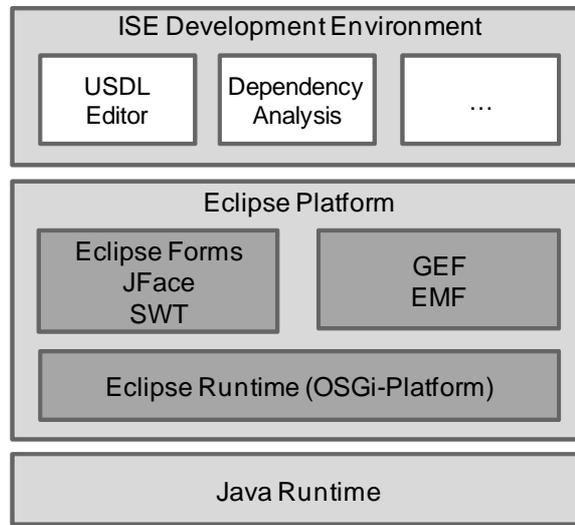 ISE Development Environment
USDL
Editor
Dependency
Analysis
...
Eclipse Platform
Eclipse Forms
JFace
SWT
GEF
EMF
Eclipse Runtime (OSGi-Platform)
Java Runtime